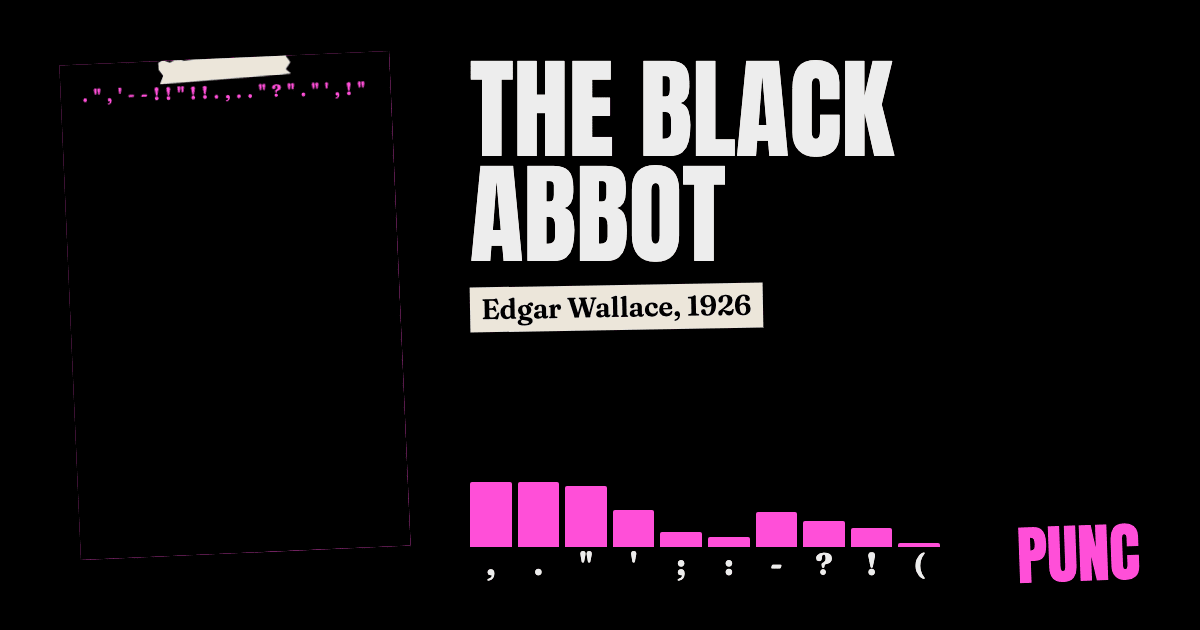 .",'--!!"!!.,.."?"."',!"
THE BLACK
ABBOT
Edgar Wallace, 1926
, . " ' ; : - ? ! (
PUNC